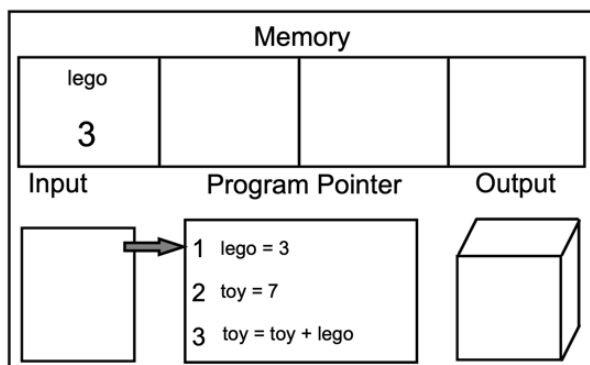 Memory
lego
3
Input Program Pointer Output
1 lego = 3
2 toy = 7
3 toy = toy + lego